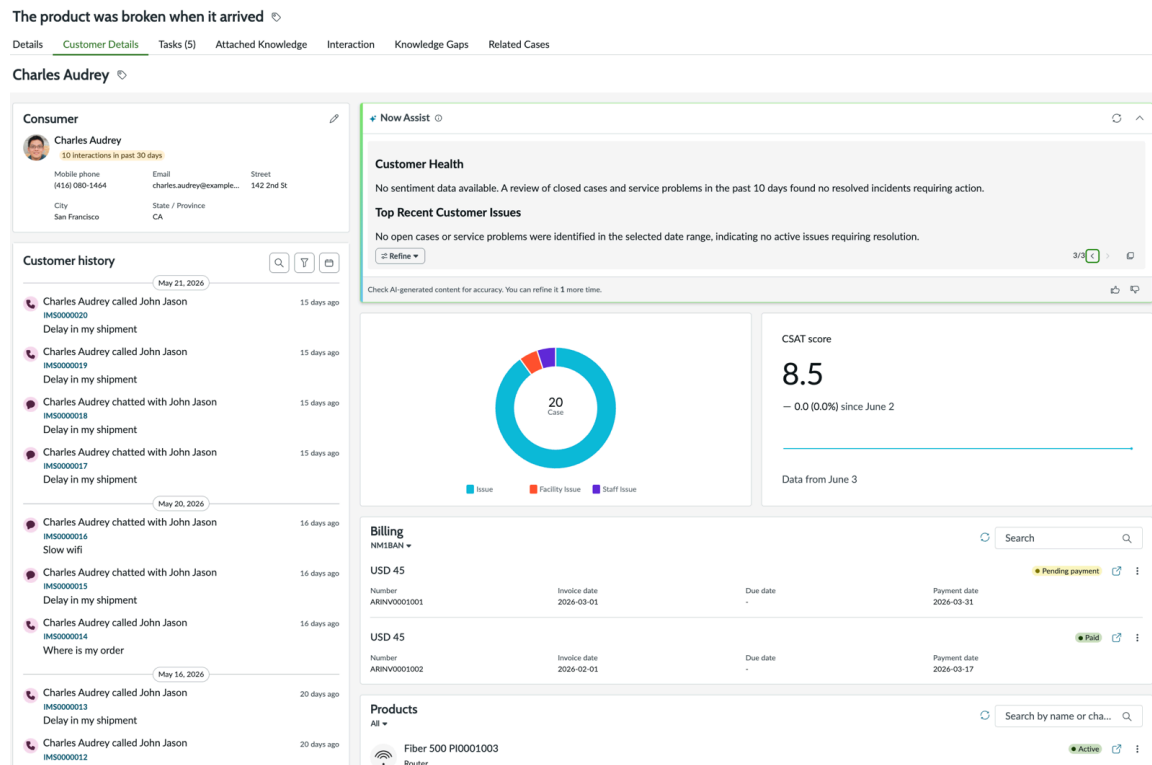 The product was broken when it arrived
Details Customer Details Tasks (5) Attached Knowledge Interaction Knowledge Gaps Related Cases
Charles Audrey
Consumer
Charles Audrey
10 interactions in past 30 days
Mobile phone Email Street
(416) 080-1464 charles.audrey@example... 142 2nd St
City State / Province
San Francisco CA
Customer history
May 21, 2026
Charles Audrey called John Jason 15 days ago
IMS0000020
Delay in my shipment
Charles Audrey called John Jason 15 days ago
IMS0000019
Delay in my shipment
Charles Audrey chatted with John Jason 15 days ago
IMS0000018
Delay in my shipment
Charles Audrey chatted with John Jason 15 days ago
IMS0000017
Delay in my shipment
May 20, 2026
Charles Audrey chatted with John Jason 16 days ago
IMS0000016
Slow wifi
Charles Audrey chatted with John Jason 16 days ago
IMS0000015
Delay in my shipment
Charles Audrey called John Jason 16 days ago
IMS0000014
Where is my order
May 16, 2026
Charles Audrey called John Jason 20 days ago
IMS0000013
Delay in my shipment
Charles Audrey called John Jason 20 days ago
IMS0000012
Now Assist
Customer Health
No sentiment data available. A review of closed cases and service problems in the past 10 days found no resolved incidents requiring action.
Top Recent Customer Issues
No open cases or service problems were identified in the selected date range, indicating no active issues requiring resolution.
Refine 3/3
Check AI-generated content for accuracy. You can refine it 1 more time.
20
Case
Issue Facility Issue Staff Issue
CSAT score
8.5
— 0.0 (0.0%) since June 2
Data from June 3
Billing
NM1BAN
Search
USD 45 Pending payment
Number Invoice date Due date Payment date
ARINV0001001 2026-03-01 - 2026-03-31
USD 45 Paid
Number Invoice date Due date Payment date
ARINV0001002 2026-02-01 - 2026-03-17
Products
All
Search by name or cha...
Fiber 500 PI0001003 Active
Router